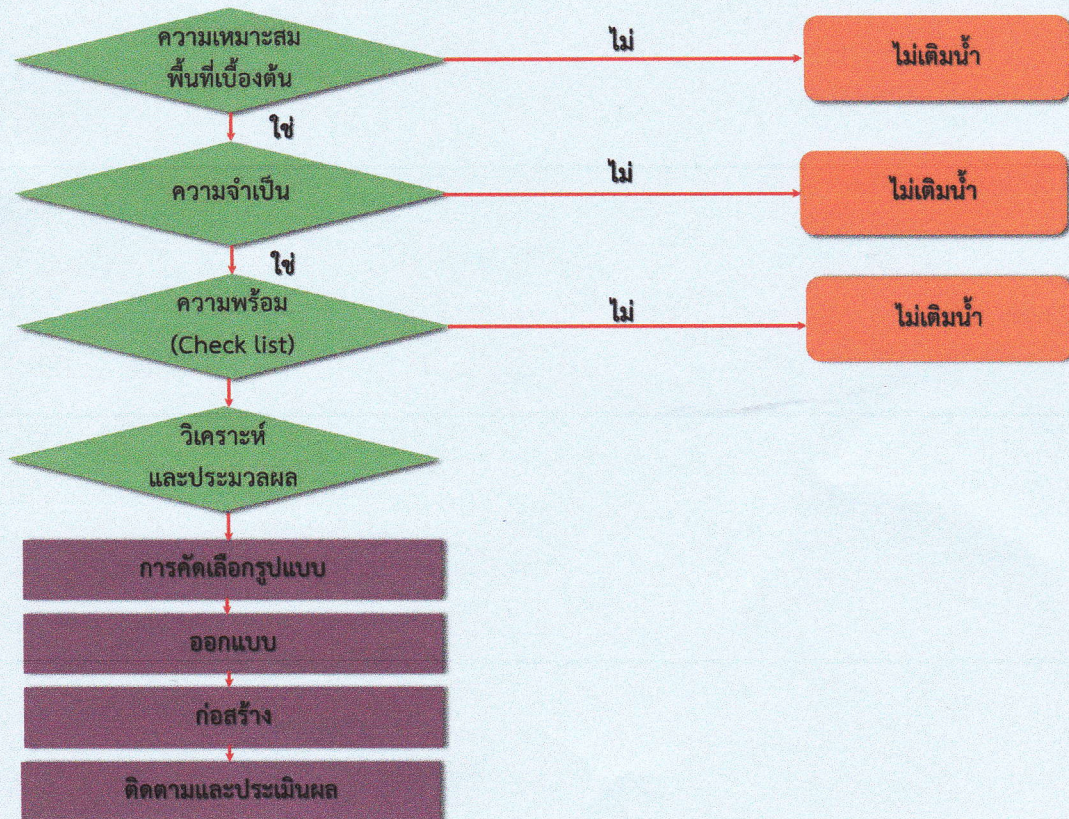 ความเหมาะสม
พื้นที่เบื้องต้น
ไม่
ไม่เติมน้ำ
ใช่
ความจำเป็น
ไม่
ไม่เติมน้ำ
ใช่
ความพร้อม
(Check list)
ไม่
ไม่เติมน้ำ
วิเคราะห์
และประมวลผล
การคัดเลือกรูปแบบ
ออกแบบ
ก่อสร้าง
ติดตามและประเมินผล